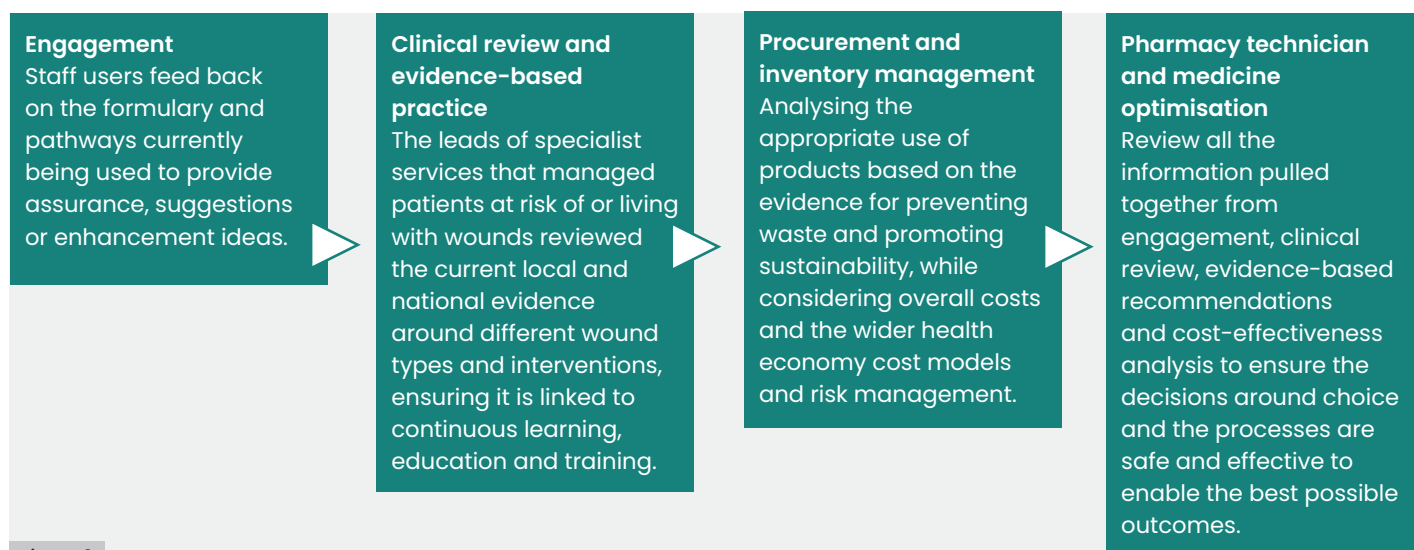 Engagement
Staff users feed back
on the formulary and
pathways currently
being used to provide
assurance, suggestions
or enhancement ideas.
Clinical review and
evidence-based
practice
The leads of specialist
services that managed
patients at risk of or living
with wounds reviewed
the current local and
national evidence
around different wound
types and interventions,
ensuring it is linked to
continuous learning,
education and training.
Procurement and
inventory management
Analysing the
appropriate use of
products based on the
evidence for preventing
waste and promoting
sustainability, while
considering overall costs
and the wider health
economy cost models
and risk management.
Pharmacy technician
and medicine
optimisation
Review all the
information pulled
together from
engagement, clinical
review, evidence-based
recommendations
and cost-effectiveness
analysis to ensure the
decisions around choice
and the processes are
safe and effective to
enable the best possible
outcomes.